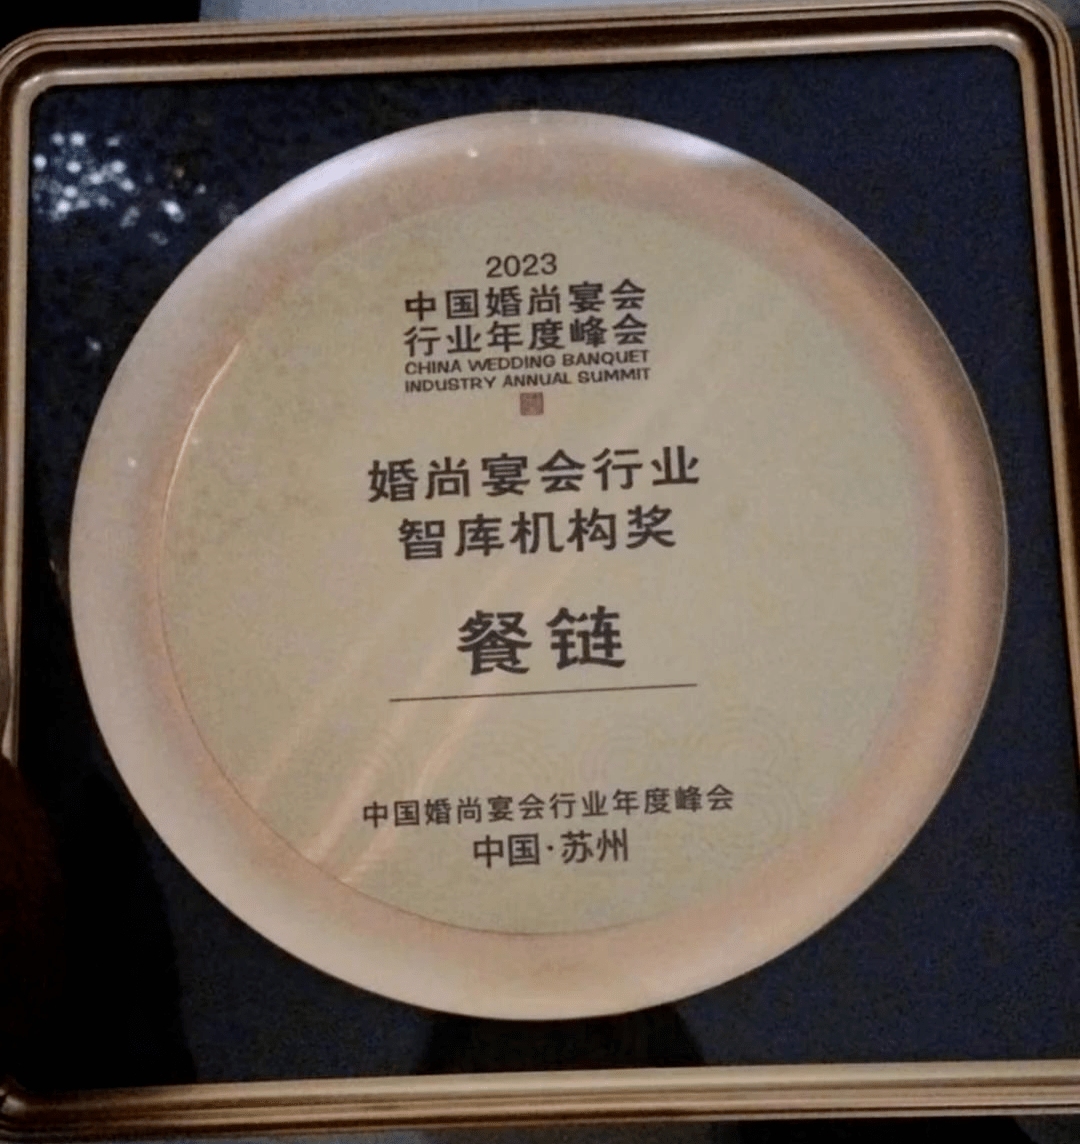 2023
中国婚尚宴会
行业年度峰会
CHINA WEDDING BANQUET
INDUSTRY ANNUAL SUMMIT
婚尚宴会行业
智库机构奖
餐链
中国婚尚宴会行业年度峰会
中国·苏州